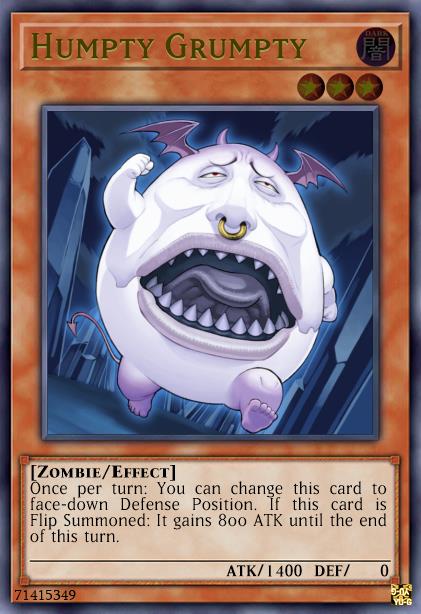 Humpty Grumpty
DARK
闇
[Zombie/Effect]
Once per turn: You can change this card to
face-down Defense Position. If this card is
Flip Summoned: It gains 800 ATK until the end
of this turn.
ATK/1400 DEF/ 0
71415349